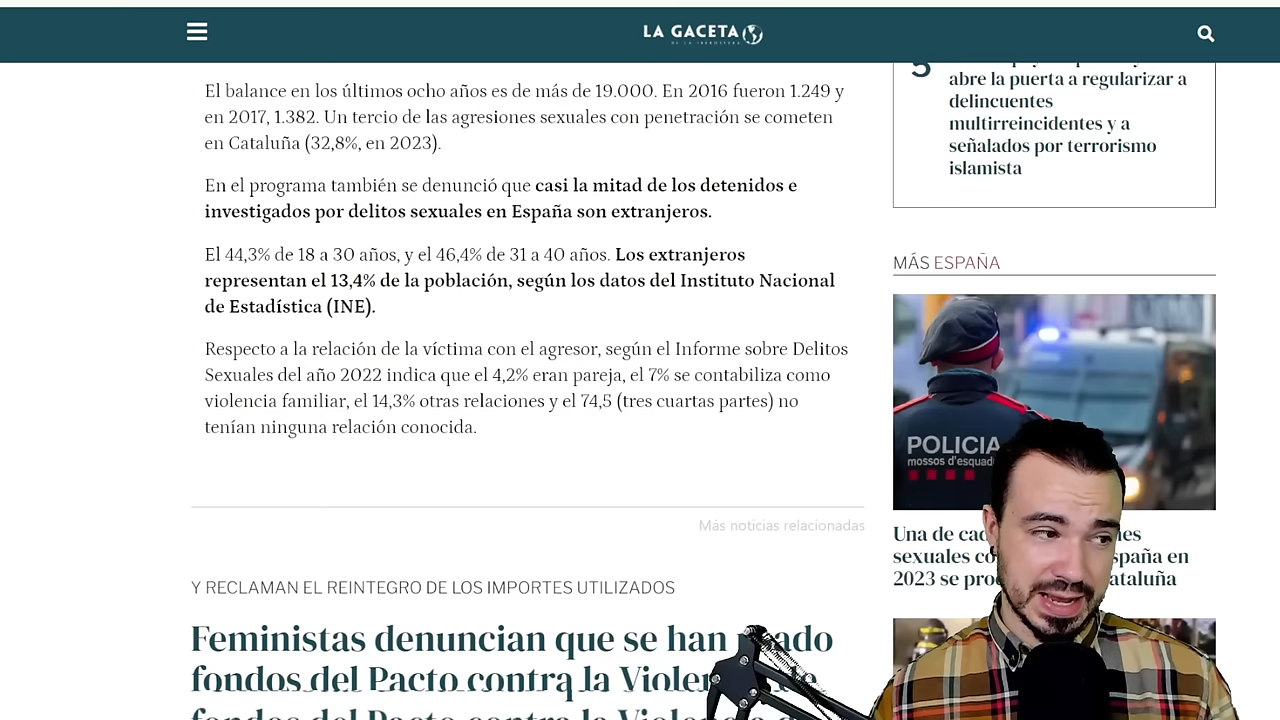 LA GACETA
DE LA IBEROSFERA
El balance en los últimos ocho años es de más de 19.000. En 2016 fueron 1.249 y
en 2017, 1.382. Un tercio de las agresiones sexuales con penetración se cometen
en Cataluña (32,8%, en 2023).
En el programa también se denunció que casi la mitad de los detenidos e
investigados por delitos sexuales en España son extranjeros.
El 44,3% de 18 a 30 años, y el 46,4% de 31 a 40 años. Los extranjeros
representan el 13,4% de la población, según los datos del Instituto Nacional
de Estadística (INE).
Respecto a la relación de la víctima con el agresor, según el Informe sobre Delitos
Sexuales del año 2022 indica que el 4,2% eran pareja, el 7% se contabiliza como
violencia familiar, el 14,3% otras relaciones y el 74,5 (tres cuartas partes) no
tenían ninguna relación conocida.
Más noticias relacionadas
Y RECLAMAN EL REINTEGRO DE LOS IMPORTES UTILIZADOS
Feministas denuncian que se han
fondos del Pacto contra la
5
abre la puerta a regularizar a
delincuentes
multirreincidentes y a
señalados por terrorismo
islamista
MÁS ESPAÑA
POLICIA
mossos d'esquad
Una de
sexuales en
2023 se